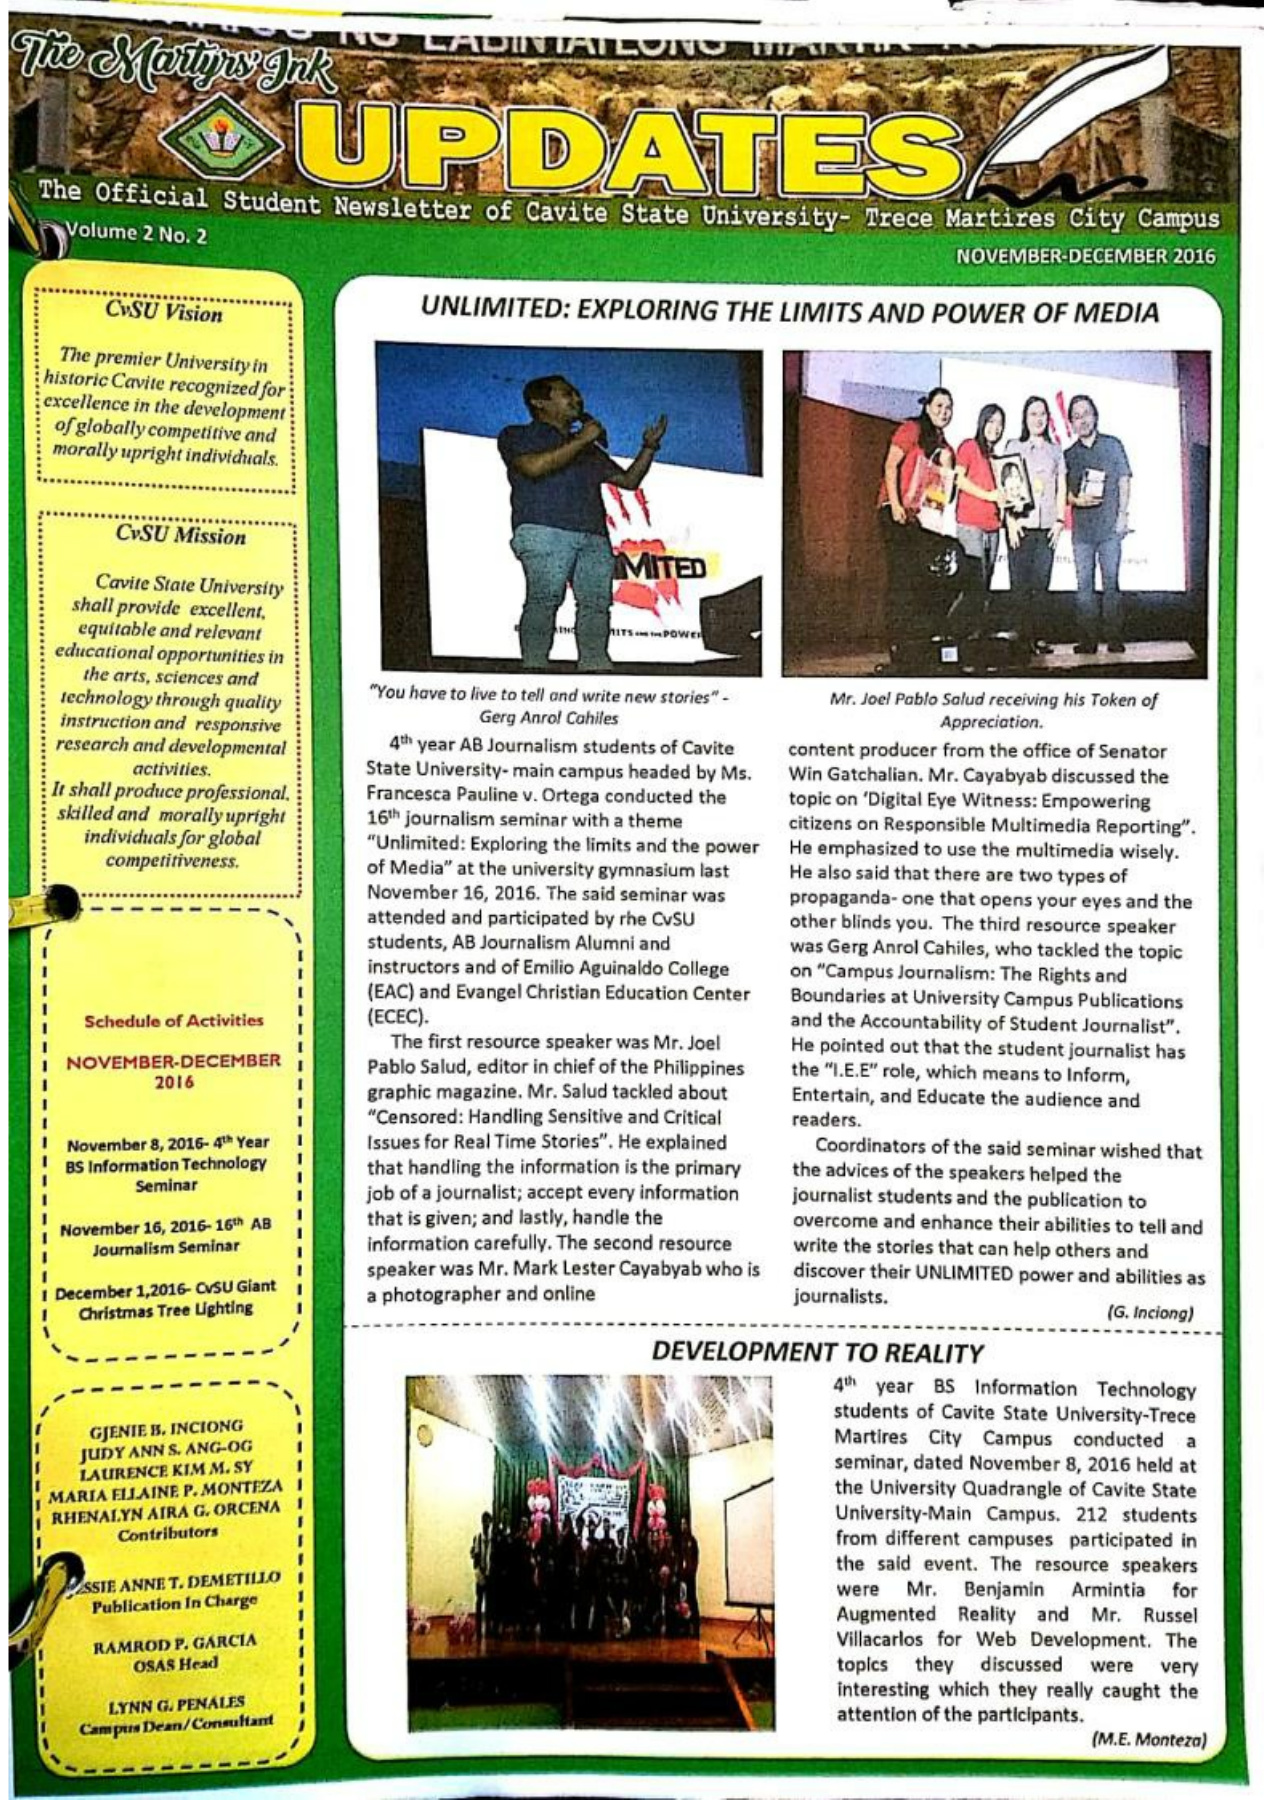 The Martyrs' Ink
UPDATES
The Official Student Newsletter of Cavite State University- Trece Martires City Campus
Volume 2 No. 2
NOVEMBER-DECEMBER 2016
CvSU Vision
The premier University in
historic Cavite recognized for
excellence in the development
of globally competitive and
morally upright individuals.
CvSU Mission
Cavite State University
shall provide excellent,
equitable and relevant
educational opportunities in
the arts, sciences and
technology through quality
instruction and responsive
research and developmental
activities.
It shall produce professional,
skilled and morally upright
individuals for global
competitiveness.
Schedule of Activities
NOVEMBER-DECEMBER
2016
November 8, 2016- 4th Year
BS Information Technology
Seminar
November 16, 2016- 16th AB
Journalism Seminar
December 1,2016- CvSU Giant
Christmas Tree Lighting
GJENIE B. INCIONG
JUDY ANN S. ANG-OG
LAURENCE KIM M. SY
MARIA ELLAINE P. MONTEZA
RHENALYN AIRA G. ORCENA
Contributors
SSIE ANNE T. DEMETILLO
Publication In Charge
RAMROD P. GARCIA
OSAS Head
LYNN G. PENALES
Campus Dean/Consultant
UNLIMITED: EXPLORING THE LIMITS AND POWER OF MEDIA
MITED
"You have to live to tell and write new stories" -
Gerg Anrol Cahiles
4th year AB Journalism students of Cavite
State University- main campus headed by Ms.
Francesca Pauline v. Ortega conducted the
16th journalism seminar with a theme
"Unlimited: Exploring the limits and the power
of Media" at the university gymnasium last
November 16, 2016. The said seminar was
attended and participated by rhe CvSU
students, AB Journalism Alumni and
instructors and of Emilio Aguinaldo College
(EAC) and Evangel Christian Education Center
(ECEC).
The first resource speaker was Mr. Joel
Pablo Salud, editor in chief of the Philippines
graphic magazine. Mr. Salud tackled about
"Censored: Handling Sensitive and Critical
Issues for Real Time Stories". He explained
that handling the information is the primary
job of a journalist; accept every information
that is given; and lastly, handle the
information carefully. The second resource
speaker was Mr. Mark Lester Cayabyab who is
a photographer and online
Mr. Joel Pablo Salud receiving his Token of
Appreciation.
content producer from the office of Senator
Win Gatchalian. Mr. Cayabyab discussed the
topic on 'Digital Eye Witness: Empowering
citizens on Responsible Multimedia Reporting".
He emphasized to use the multimedia wisely.
He also said that there are two types of
propaganda- one that opens your eyes and the
other blinds you. The third resource speaker
was Gerg Anrol Cahiles, who tackled the topic
on "Campus Journalism: The Rights and
Boundaries at University Campus Publications
and the Accountability of Student Journalist".
He pointed out that the student journalist has
the "I.E.E" role, which means to Inform,
Entertain, and Educate the audience and
readers.
Coordinators of the said seminar wished that
the advices of the speakers helped the
journalist students and the publication to
overcome and enhance their abilities to tell and
write the stories that can help others and
discover their UNLIMITED power and abilities as
journalists.
(G. Inciong)
DEVELOPMENT TO REALITY
4th year BS Information Technology
students of Cavite State University-Trece
Martires City Campus conducted a
seminar, dated November 8, 2016 held at
the University Quadrangle of Cavite State
University-Main Campus. 212 students
from different campuses participated in
the said event. The resource speakers
were Mr. Benjamin Armintia for
Augmented Reality and Mr. Russel
Villacarlos for Web Development. The
topics they discussed were very
interesting which they really caught the
attention of the participants.
(M.E. Monteza)